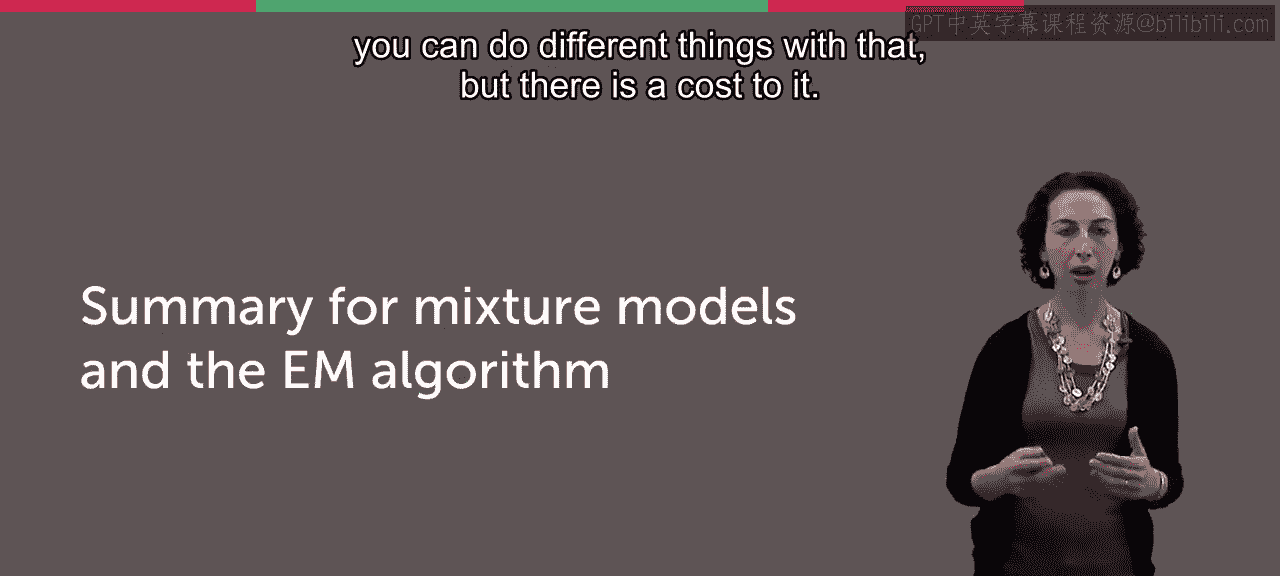 GPT中英字幕课程资源@bilibili.com
you can do different things with that,
but there is a cost to it.
Summary for mixture models
and the EM algorithm